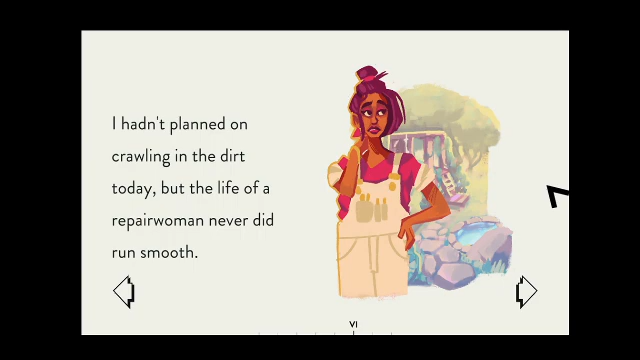 I hadn't planned on
crawling in the dirt
today, but the life of a
repairwoman never did
run smooth.
VI